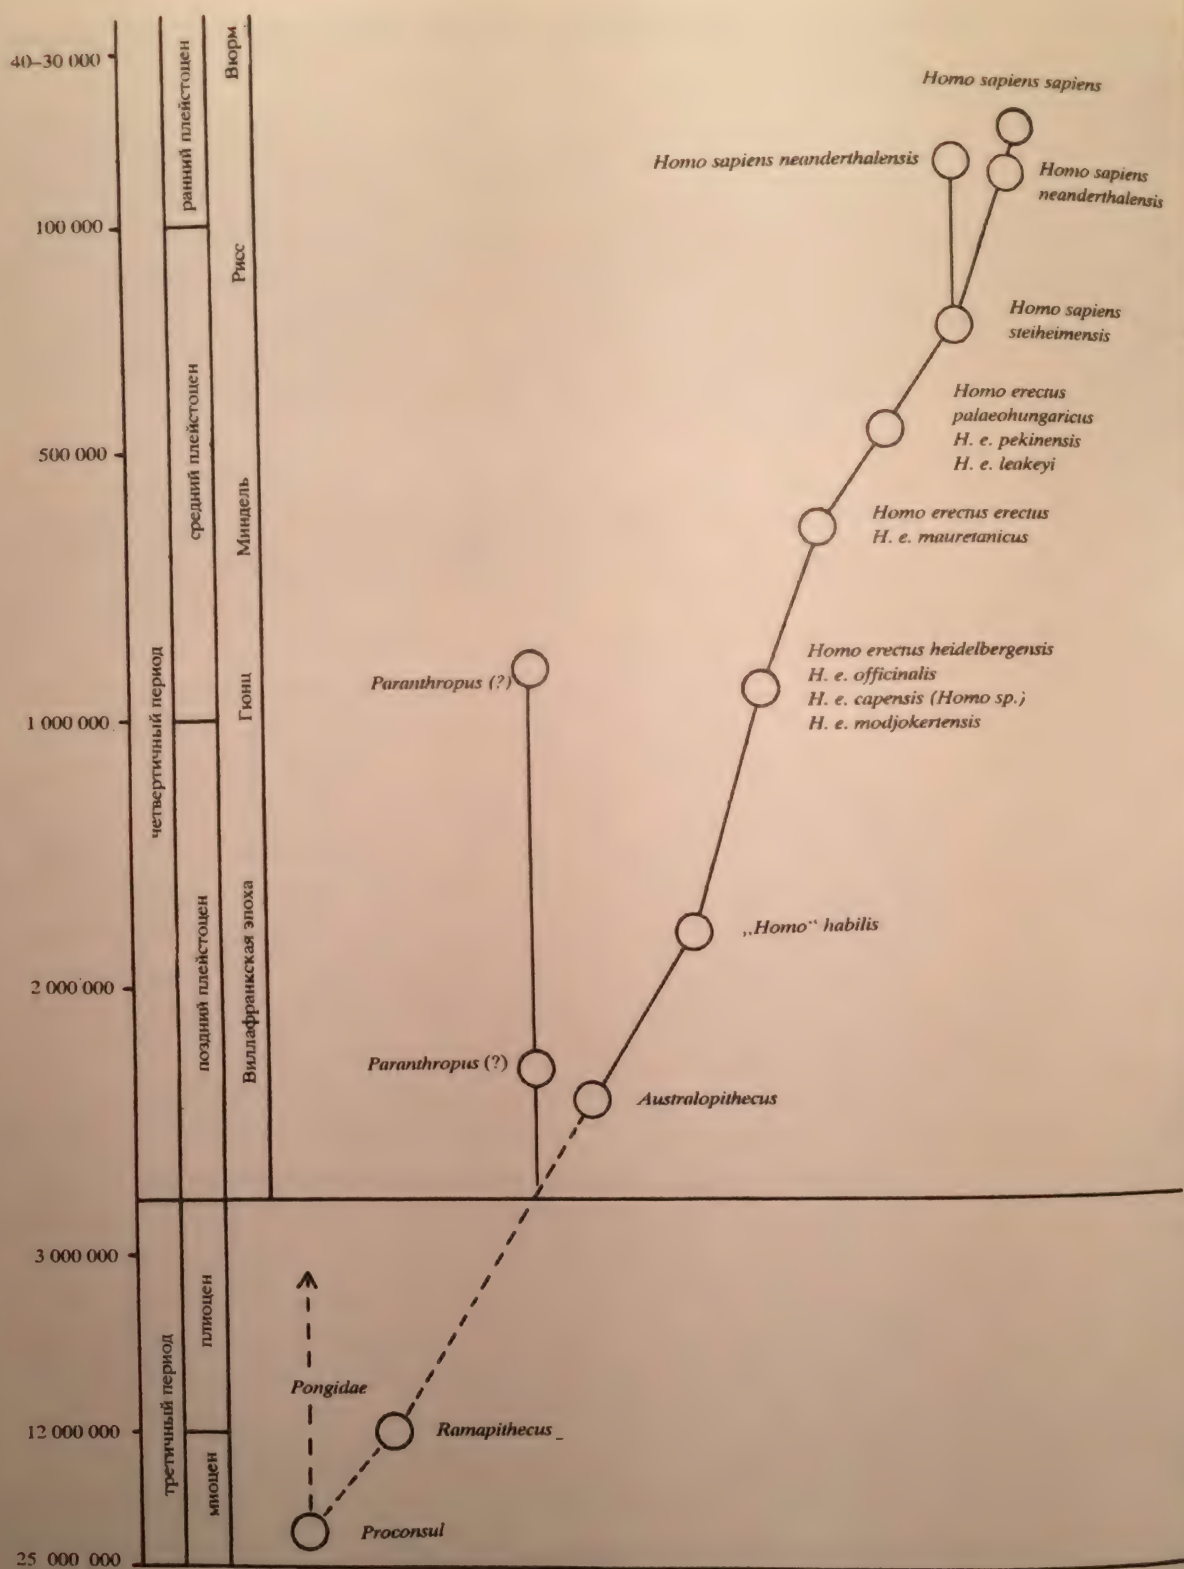 40–30 000
100 000
500 000
1 000 000
2 000 000
3 000 000
12 000 000
25 000 000
четвертичный период
третичный период
ранний плейстоцен
средний плейстоцен
поздний плейстоцен
плиоцен
миоцен
Вюрм
Рисс
Миндель
Гюнц
Виллафранкская эпоха
Homo sapiens sapiens
Homo sapiens neanderthalensis
Homo sapiens
neanderthalensis
Homo sapiens
steiheimensis
Homo erectus
palaeohungaricus
H. e. pekinensis
H. e. leakeyi
Homo erectus erectus
H. e. mauretanicus
Homo erectus heidelbergensis
H. e. officinalis
H. e. capensis (Homo sp.)
H. e. modjokertensis
Paranthropus (?)
„Homo“ habilis
Paranthropus (?)
Australopithecus
Pongidae
Ramapithecus
Proconsul